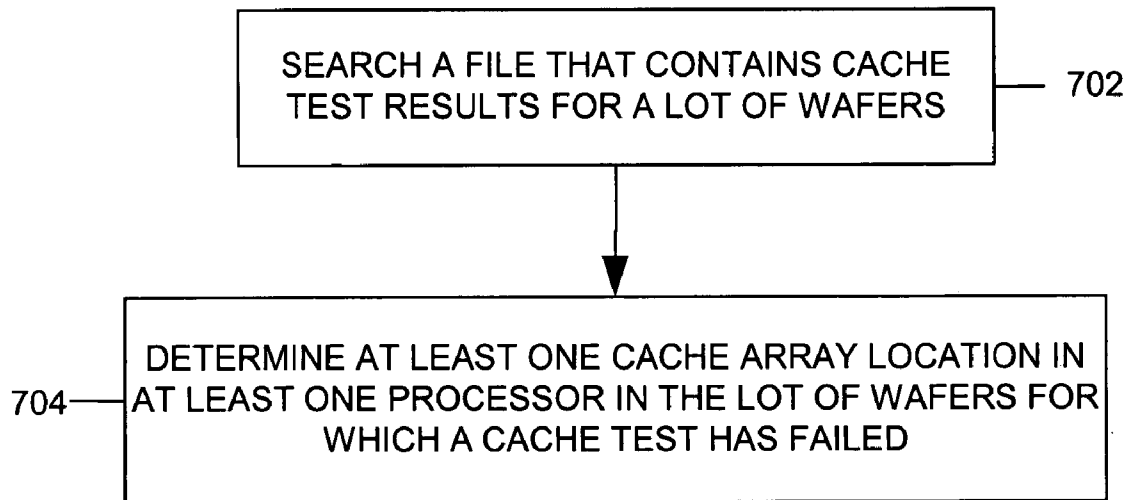 SEARCH A FILE THAT CONTAINS CACHE
TEST RESULTS FOR A LOT OF WAFERS
702
DETERMINE AT LEAST ONE CACHE ARRAY LOCATION IN
AT LEAST ONE PROCESSOR IN THE LOT OF WAFERS FOR
WHICH A CACHE TEST HAS FAILED
704